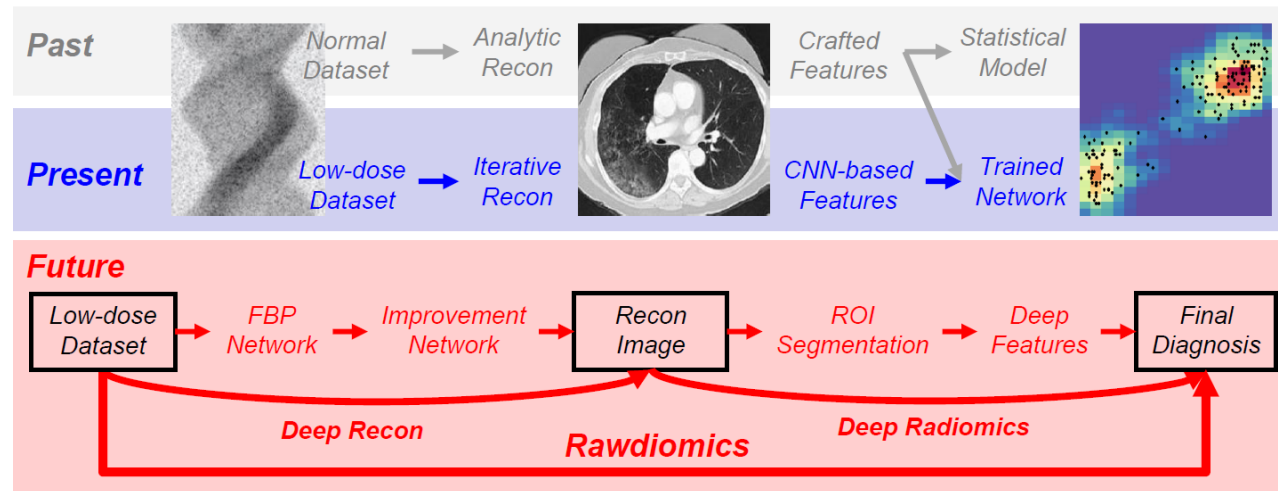 Past
Normal
Dataset
Analytic
Recon
Crafted
Features
Statistical
Model
Present
Low-dose
Dataset
Iterative
Recon
CNN-based
Features
Trained
Network
Future
Low-dose
Dataset
FBP
Network
Improvement
Network
Recon
Image
ROI
Segmentation
Deep
Features
Final
Diagnosis
Deep Recon
Deep Radiomics
Rawdiomics